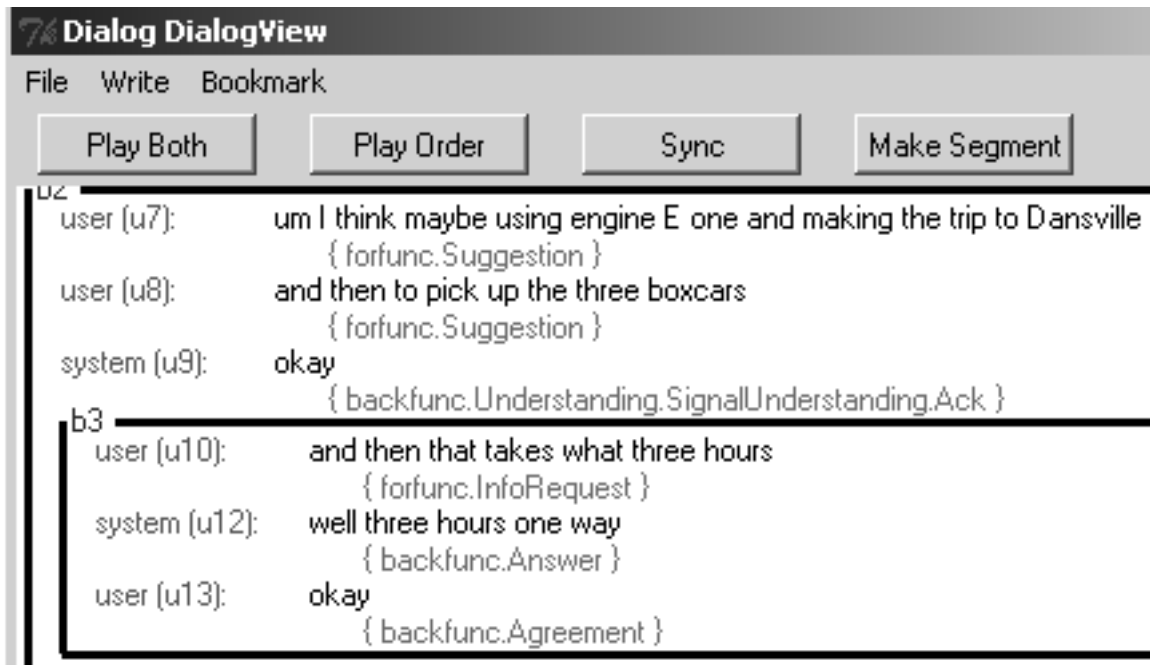 Dialog DialogView
File Write Bookmark
Play Both Play Order Sync Make Segment
b2
user (u7): um I think maybe using engine E one and making the trip to Dansville
{ forfunc.Suggestion }
user (u8): and then to pick up the three boxcars
{ forfunc.Suggestion }
system (u9): okay
{ backfunc.Understanding.SignalUnderstanding.Ack }
b3
user (u10): and then that takes what three hours
{ forfunc.InfoRequest }
system (u12): well three hours one way
{ backfunc.Answer }
user (u13): okay
{ backfunc.Agreement }